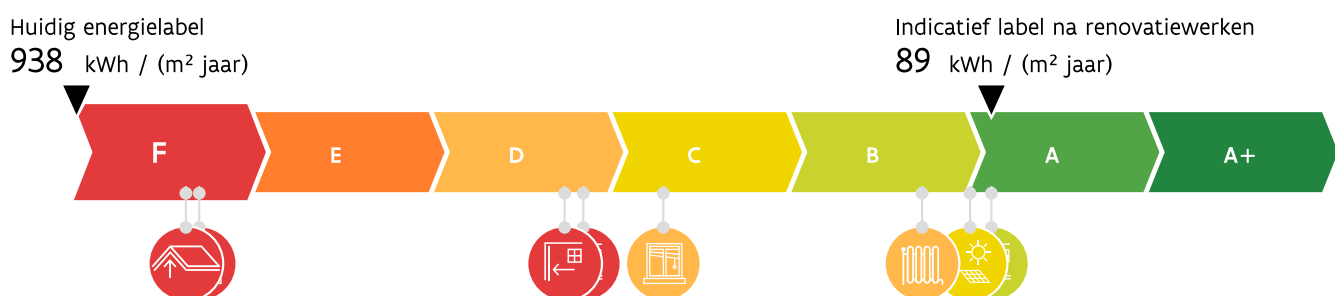 Huidig energielabel
938 kWh / (m² jaar)
Indicatief label na renovatiewerken
89 kWh / (m² jaar)
F E D C B A A+